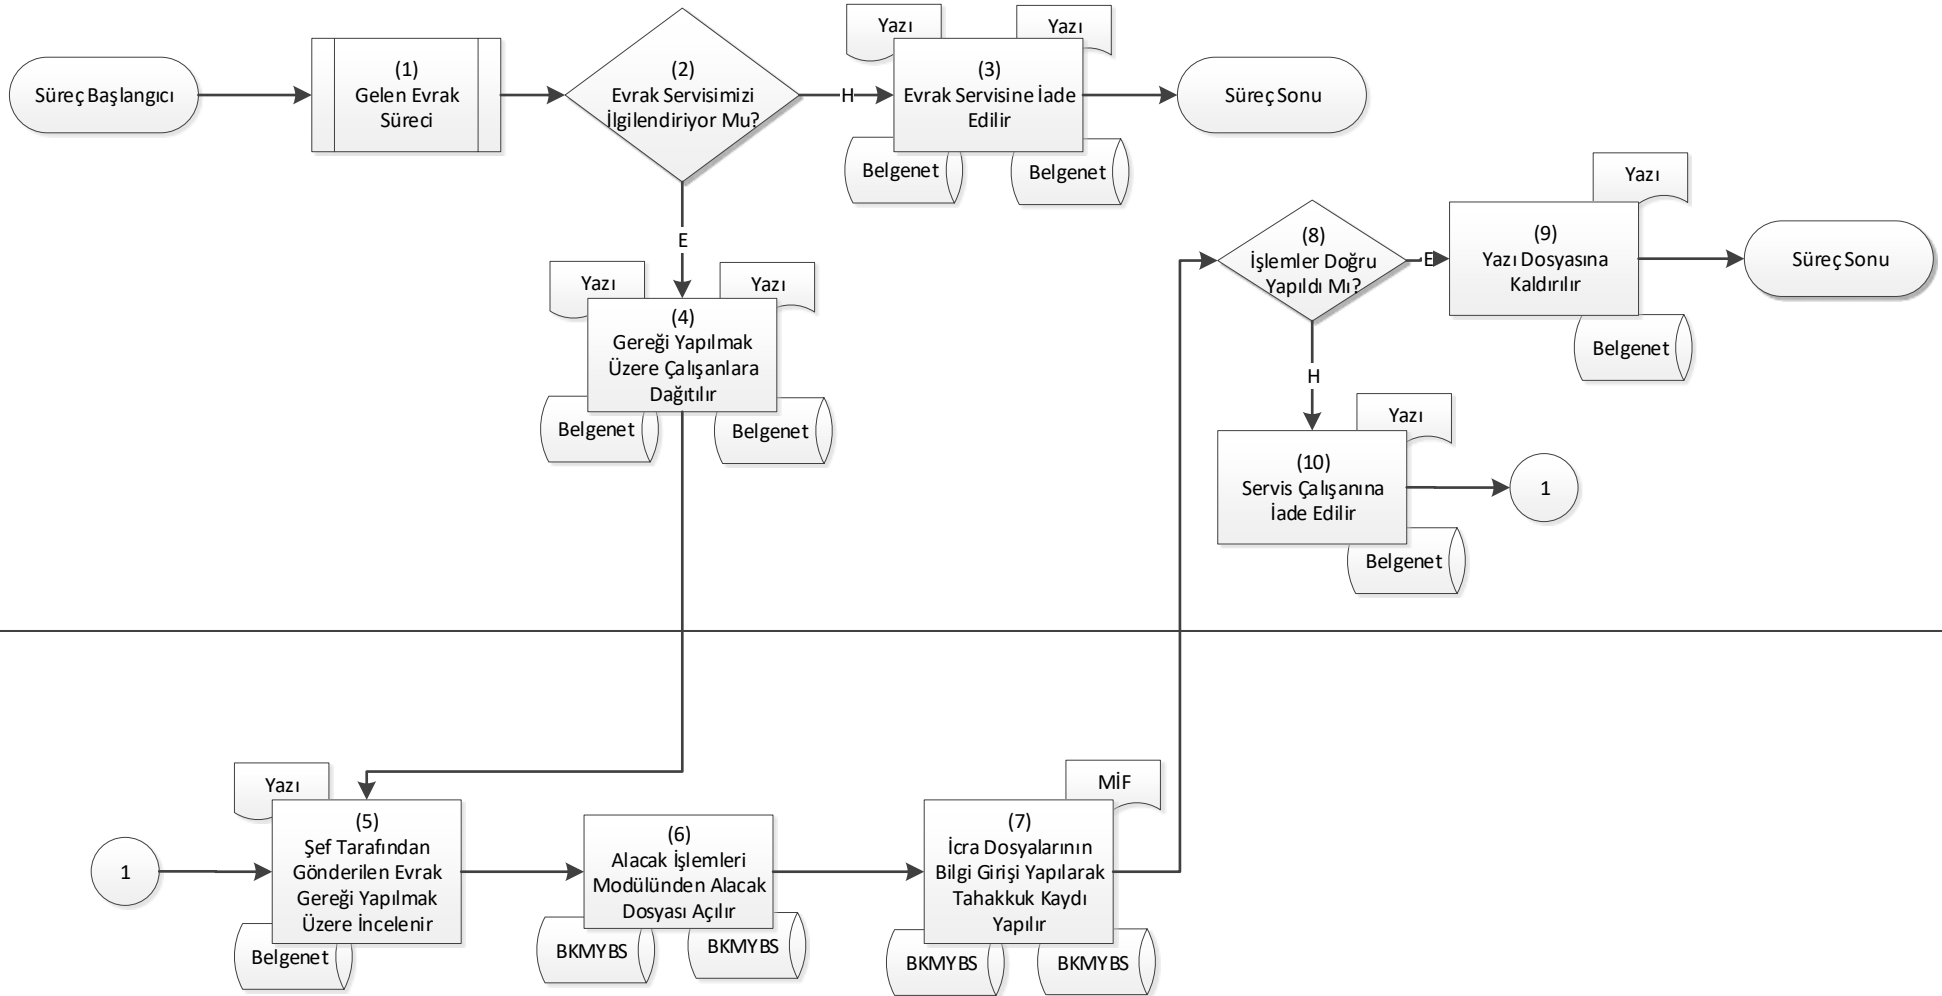 Süreç Başlangıcı
(1)
Gelen Evrak
Süreci
(2)
Evrak Servisimizi
İlgilendiriyor Mu?
H
Yazı
Yazı
(3)
Evrak Servisine İade
Edilir
Belgenet
Belgenet
Süreç Sonu
E
Yazı
Yazı
(4)
Gereği Yapılmak
Üzere Çalışanlara
Dağıtılır
Belgenet
Belgenet
(8)
İşlemler Doğru
Yapıldı Mı?
E
Yazı
(9)
Yazı Dosyasına
Kaldırılır
Belgenet
Süreç Sonu
H
Yazı
(10)
Servis Çalışanına
İade Edilir
Belgenet
1
1
Yazı
(5)
Şef Tarafından
Gönderilen Evrak
Gereği Yapılmak
Üzere İncelenir
Belgenet
(6)
Alacak İşlemleri
Modülünden Alacak
Dosyası Açılır
BKMYBS
BKMYBS
MİF
(7)
İcra Dosyalarının
Bilgi Girişi Yapılarak
Tahakkuk Kaydı
Yapılır
BKMYBS
BKMYBS